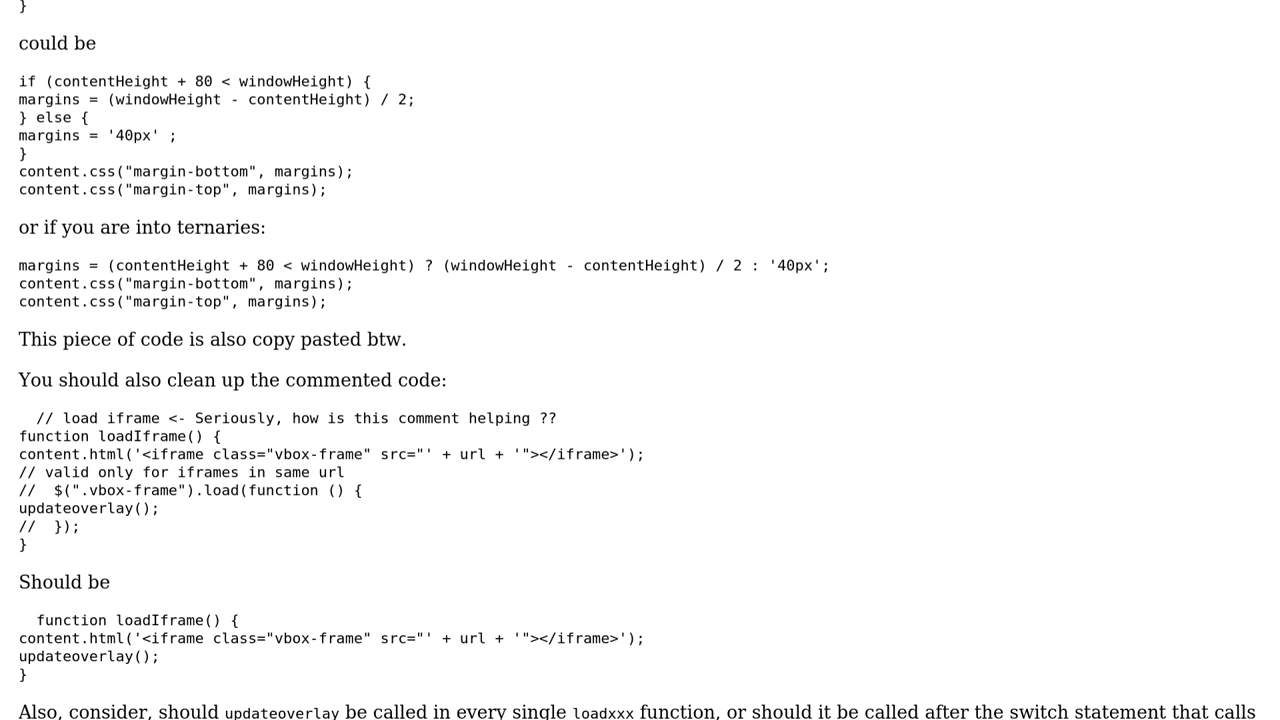 }
could be
if (contentHeight + 80 < windowHeight) {
margins = (windowHeight - contentHeight) / 2;
} else {
margins = '40px' ;
}
content.css("margin-bottom", margins);
content.css("margin-top", margins);
or if you are into ternaries:
margins = (contentHeight + 80 < windowHeight) ? (windowHeight - contentHeight) / 2 : '40px';
content.css("margin-bottom", margins);
content.css("margin-top", margins);
This piece of code is also copy pasted btw.
You should also clean up the commented code:
  // load iframe <- Seriously, how is this comment helping ??
function loadIframe() {
content.html('<iframe class="vbox-frame" src="' + url + '"></iframe>');
// valid only for iframes in same url
//  $(".vbox-frame").load(function () {
updateoverlay();
//  });
}
Should be
  function loadIframe() {
content.html('<iframe class="vbox-frame" src="' + url + '"></iframe>');
updateoverlay();
}
Also, consider, should updateoverlay be called in every single loadxxx function, or should it be called after the switch statement that calls